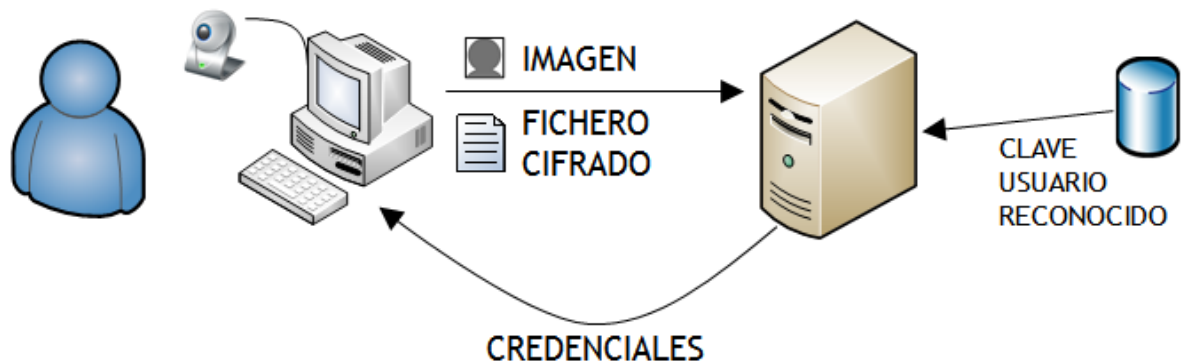 IMAGEN
FICHERO
CIFRADO
CLAVE
USUARIO
RECONOCIDO
CREDENCIALES